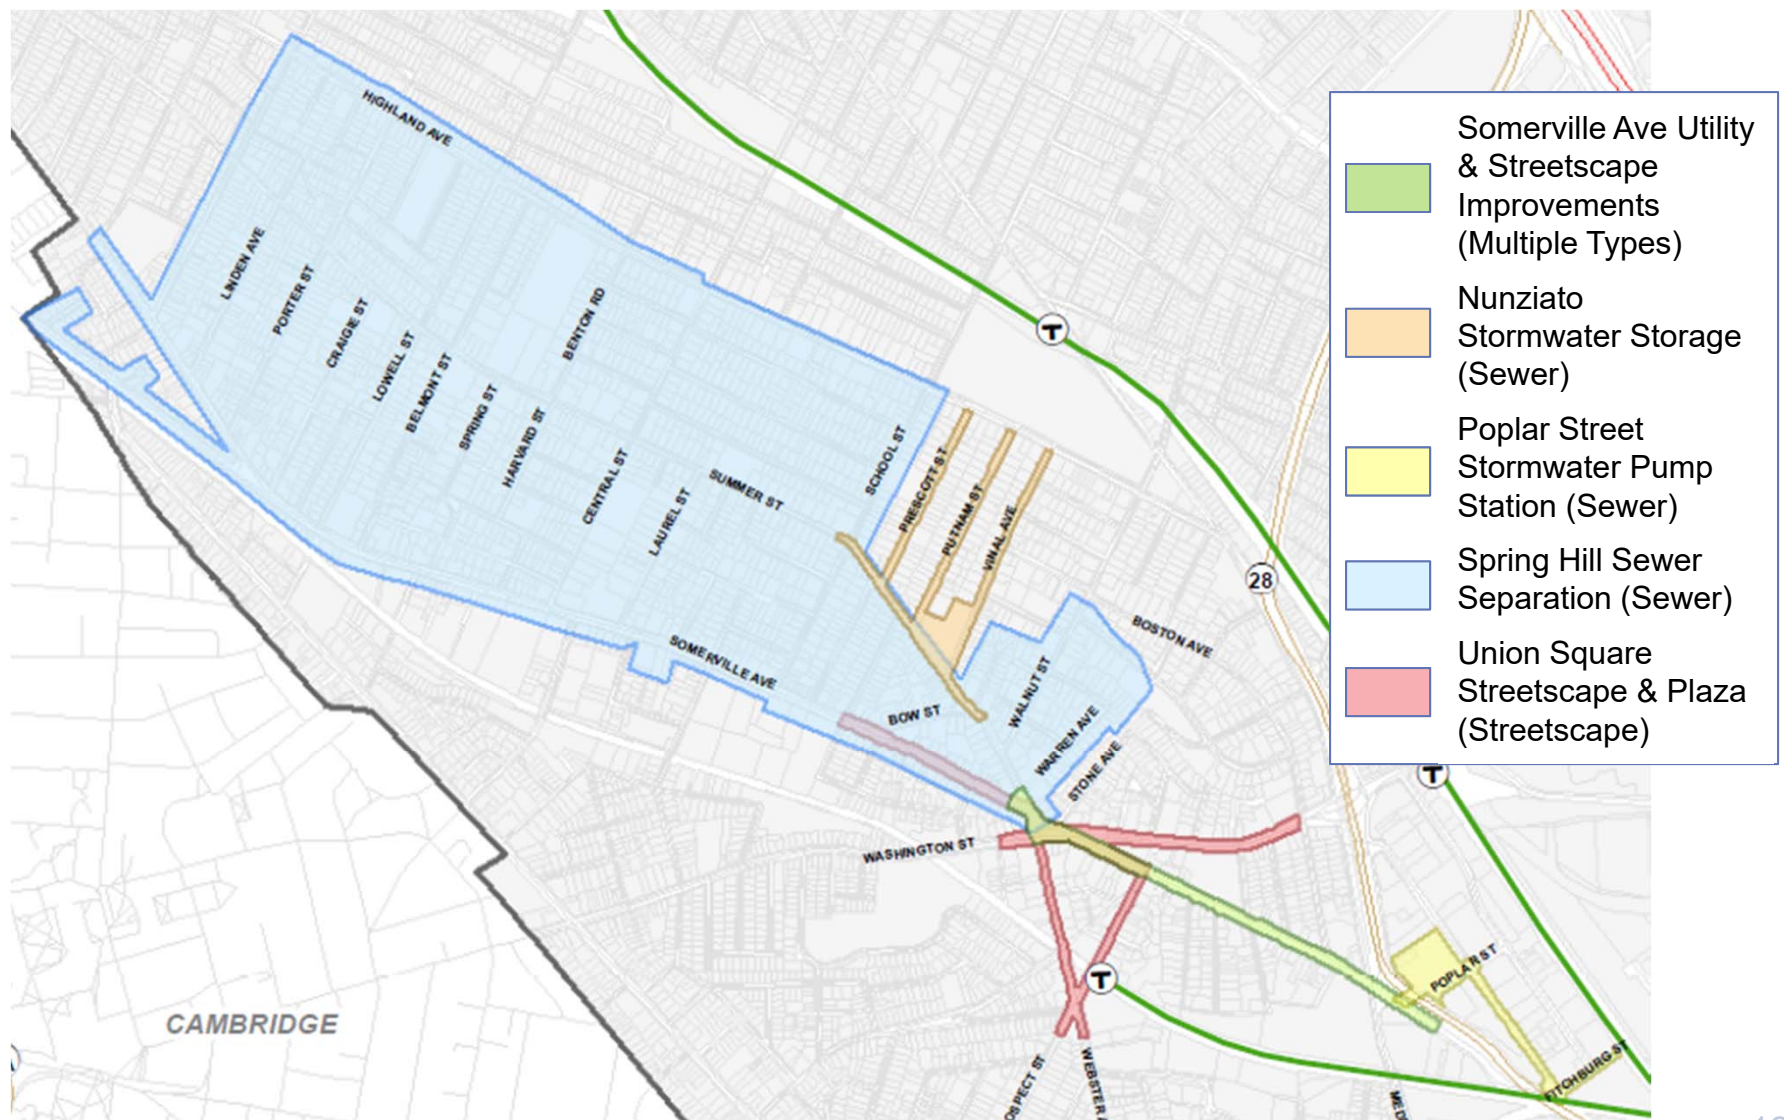 HIGHLAND AVE
LINDEN AVE
PORTER ST
CRAIGIE ST
LOWELL ST
BELMONT ST
SPRING ST
HARVARD ST
BENTON RD
CENTRAL ST
LAUREL ST
SUMMER ST
SCHOOL ST
PRESCOTT ST
PUTNAM ST
VINAL AVE
SOMERVILLE AVE
BOW ST
WALNUT ST
WARREN AVE
STONE AVE
BOSTON AVE
WASHINGTON ST
T
28
T
T
POPLAR ST
FITCHBURG ST
OSPECT ST
WEBSTER A
MED
CAMBRIDGE
Somerville Ave Utility
& Streetscape
Improvements
(Multiple Types)
Nunziato
Stormwater Storage
(Sewer)
Poplar Street
Stormwater Pump
Station (Sewer)
Spring Hill Sewer
Separation (Sewer)
Union Square
Streetscape & Plaza
(Streetscape)